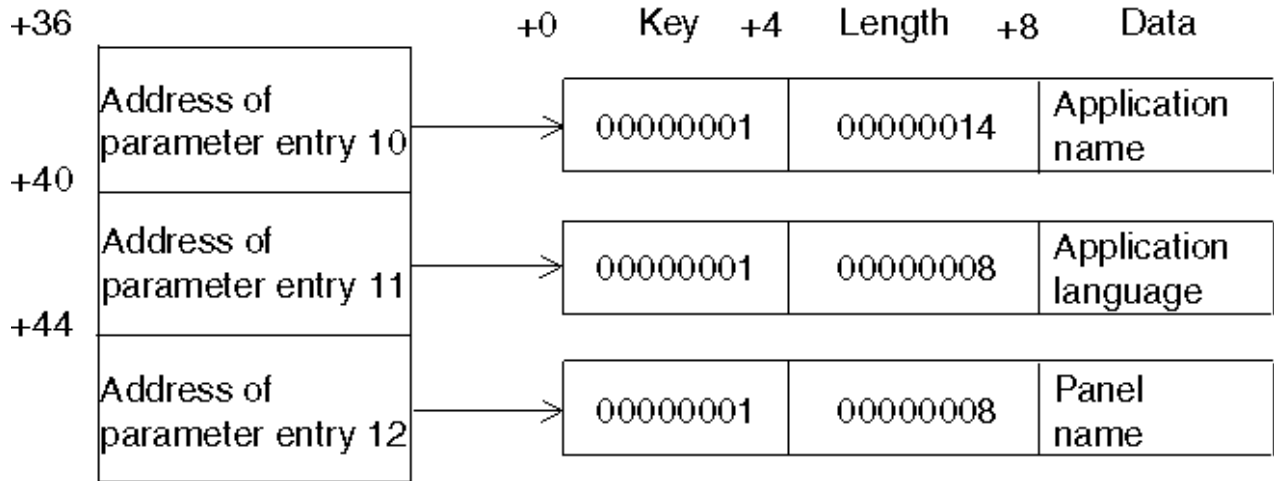 +36 +0 Key +4 Length +8 Data
Address of
parameter entry 10
00000001 00000014 Application
name
+40
Address of
parameter entry 11
00000001 00000008 Application
language
+44
Address of
parameter entry 12
00000001 00000008 Panel
name